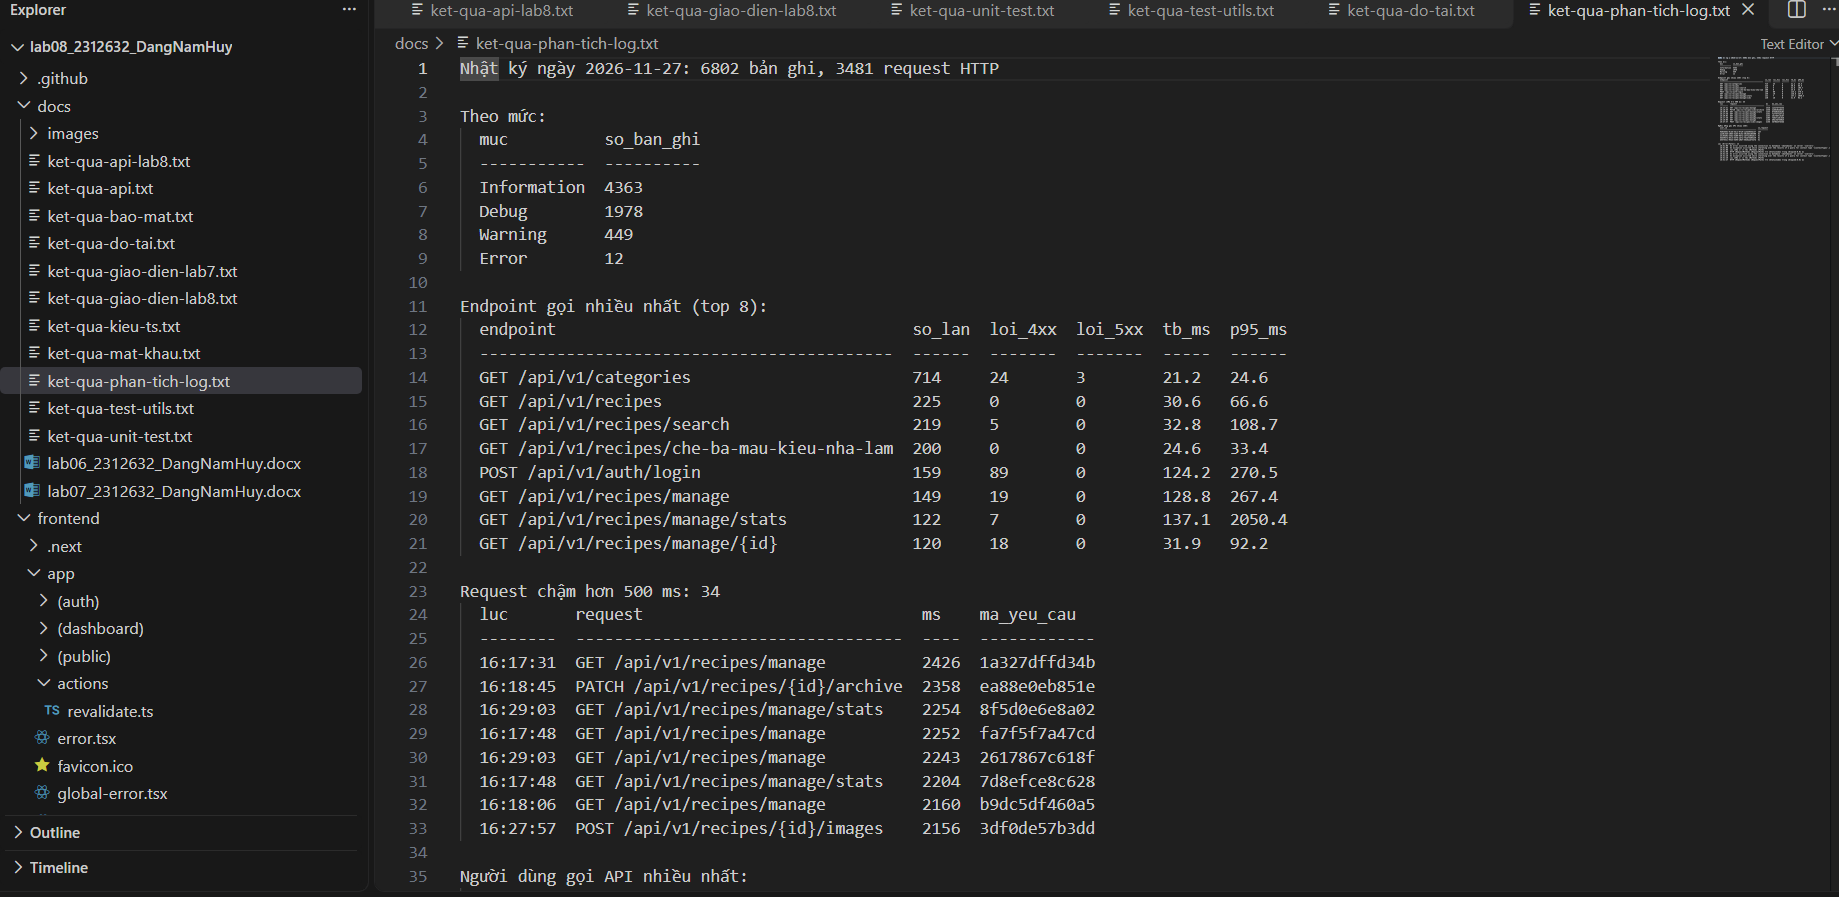 Explorer
lab08_2312632_DangNamHuy
.github
docs
images
ket-qua-api-lab8.txt
ket-qua-api.txt
ket-qua-bao-mat.txt
ket-qua-do-tai.txt
ket-qua-giao-dien-lab7.txt
ket-qua-giao-dien-lab8.txt
ket-qua-kieu-ts.txt
ket-qua-mat-khau.txt
ket-qua-phan-tich-log.txt
ket-qua-test-utils.txt
ket-qua-unit-test.txt
lab06_2312632_DangNamHuy.docx
lab07_2312632_DangNamHuy.docx
frontend
.next
app
(auth)
(dashboard)
(public)
actions
TS revalidate.ts
error.tsx
favicon.ico
global-error.tsx
Outline
Timeline
ket-qua-api-lab8.txt ket-qua-giao-dien-lab8.txt ket-qua-unit-test.txt ket-qua-test-utils.txt ket-qua-do-tai.txt ket-qua-phan-tich-log.txt
docs > ket-qua-phan-tich-log.txt
Text Editor
1 Nhật ký ngày 2026-11-27: 6802 bản ghi, 3481 request HTTP
2
3 Theo mức:
4 muc so_ban_ghi
5 ----------- ----------
6 Information 4363
7 Debug 1978
8 Warning 449
9 Error 12
10
11 Endpoint gọi nhiều nhất (top 8):
12 endpoint so_lan loi_4xx loi_5xx tb_ms p95_ms
13 ------------------------------------------- ------ ------- ------- ----- ------
14 GET /api/v1/categories 714 24 3 21.2 24.6
15 GET /api/v1/recipes 225 0 0 30.6 66.6
16 GET /api/v1/recipes/search 219 5 0 32.8 108.7
17 GET /api/v1/recipes/che-ba-mau-kieu-nha-lam 200 0 0 24.6 33.4
18 POST /api/v1/auth/login 159 89 0 124.2 270.5
19 GET /api/v1/recipes/manage 149 19 0 128.8 267.4
20 GET /api/v1/recipes/manage/stats 122 7 0 137.1 2050.4
21 GET /api/v1/recipes/manage/{id} 120 18 0 31.9 92.2
22
23 Request chậm hơn 500 ms: 34
24 luc request ms ma_yeu_cau
25 -------- ---------------------------------- ---- ------------
26 16:17:31 GET /api/v1/recipes/manage 2426 1a327dffd34b
27 16:18:45 PATCH /api/v1/recipes/{id}/archive 2358 ea88e0eb851e
28 16:29:03 GET /api/v1/recipes/manage/stats 2254 8f5d0e6e8a02
29 16:17:48 GET /api/v1/recipes/manage 2252 fa7f5f7a47cd
30 16:29:03 GET /api/v1/recipes/manage 2243 2617867c618f
31 16:17:48 GET /api/v1/recipes/manage/stats 2204 7d8efce8c628
32 16:18:06 GET /api/v1/recipes/manage 2160 b9dc5df460a5
33 16:27:57 POST /api/v1/recipes/{id}/images 2156 3df0de57b3dd
34
35 Người dùng gọi API nhiều nhất: